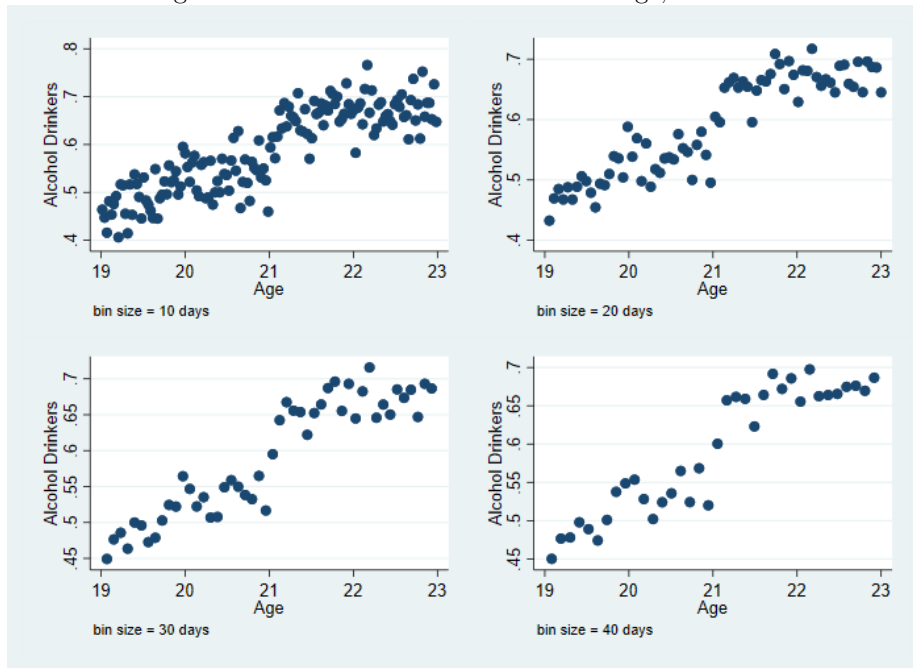 Alcohol Drinkers
.8
.7
.6
.5
.4
19 20 21 22 23
Age
bin size = 10 days
Alcohol Drinkers
.7
.6
.5
.4
19 20 21 22 23
Age
bin size = 20 days
Alcohol Drinkers
.7
.65
.6
.55
.5
.45
19 20 21 22 23
Age
bin size = 30 days
Alcohol Drinkers
.7
.65
.6
.55
.5
.45
19 20 21 22 23
Age
bin size = 40 days